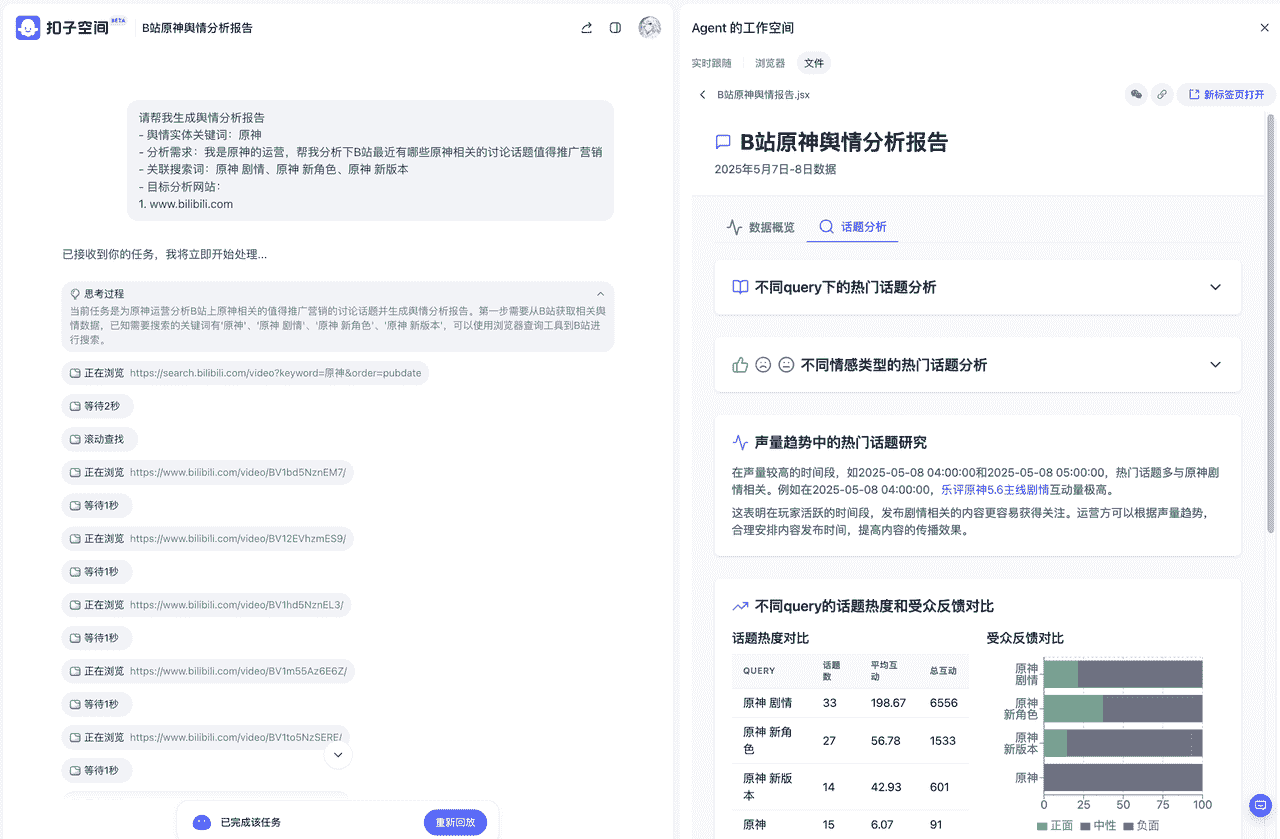 扣子空间 BETA
B站原神舆情分析报告
请帮我生成舆情分析报告
- 舆情实体关键词：原神
- 分析需求：我是原神的运营，帮我分析下B站最近有哪些原神相关的讨论话题值得推广营销
- 关联搜索词：原神 剧情、原神 新角色、原神 新版本
- 目标分析网站：
1. www.bilibili.com
已接收到你的任务，我将立即开始处理...
思考过程
当前任务是为原神运营分析B站上原神相关的值得推广营销的讨论话题并生成舆情分析报告。第一步需要从B站获取相关舆
情数据，已知需要搜索的关键词有'原神'、'原神 剧情'、'原神 新角色'、'原神 新版本'，可以使用浏览器查询工具到B站进
行搜索。
正在浏览 https://search.bilibili.com/video?keyword=原神&order=pubdate
等待2秒
滚动查找
正在浏览 https://www.bilibili.com/video/BV1bd5NznEM7/
等待1秒
正在浏览 https://www.bilibili.com/video/BV12EVhzmES9/
等待1秒
正在浏览 https://www.bilibili.com/video/BV1hd5NznEL3/
等待1秒
正在浏览 https://www.bilibili.com/video/BV1m55Az6E6Z/
等待1秒
正在浏览 https://www.bilibili.com/video/BV1to5NzSERE/
等待1秒
已完成该任务
重新回放
Agent 的工作空间
实时跟随 浏览器 文件
B站原神舆情报告.jsx
新标签页打开
B站原神舆情分析报告
2025年5月7日-8日数据
数据概览 话题分析
不同query下的热门话题分析
不同情感类型的热门话题分析
声量趋势中的热门话题研究
在声量较高的时间段，如2025-05-08 04:00:00和2025-05-08 05:00:00，热门话题多与原神剧
情相关。例如在2025-05-08 04:00:00，乐评原神5.6主线剧情互动量极高。
这表明在玩家活跃的时间段，发布剧情相关的内容更容易获得关注。运营方可以根据声量趋势，
合理安排内容发布时间，提高内容的传播效果。
不同query的话题热度和受众反馈对比
话题热度对比
QUERY 话题数 平均互动 总互动
原神 剧情 33 198.67 6556
原神 新角色 27 56.78 1533
原神 新版本 14 42.93 601
原神 15 6.07 91
受众反馈对比
原神
剧情
原神
新角色
原神
新版本
原神
0 25 50 75 100
正面 中性 负面